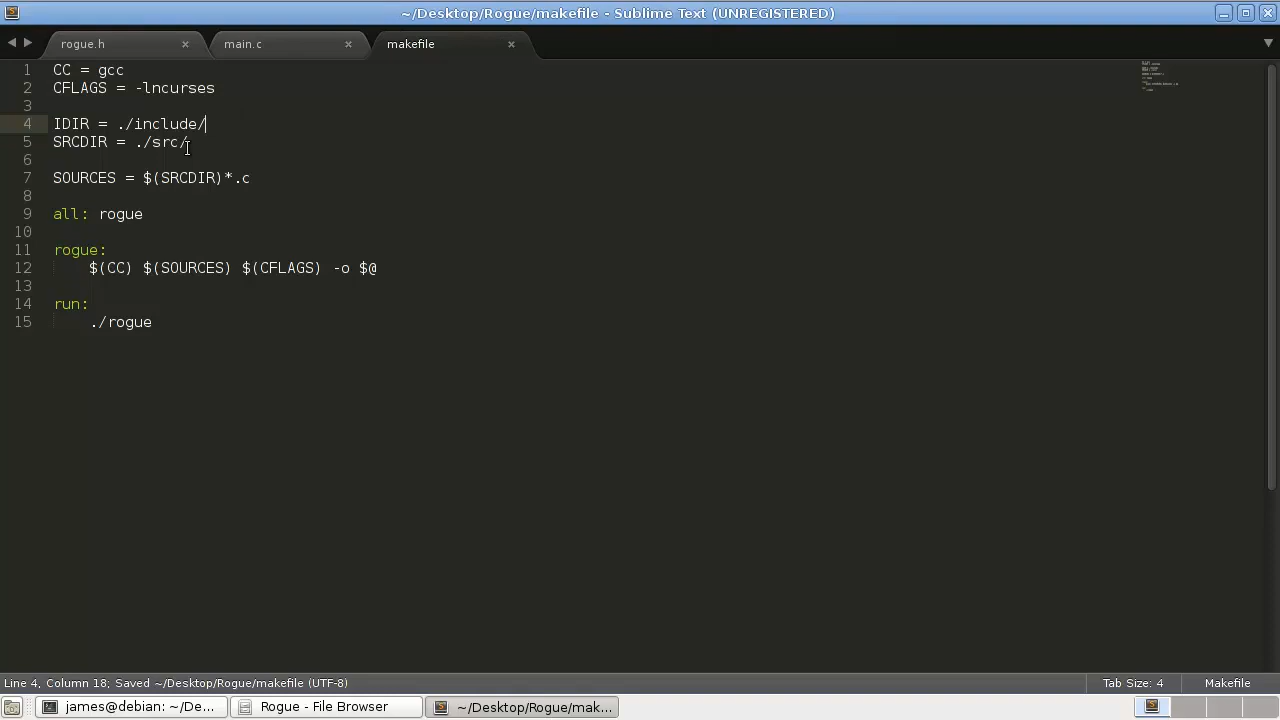 ~/Desktop/Rogue/makefile - Sublime Text (UNREGISTERED)
rogue.h × main.c × makefile ×
1 CC = gcc
2 CFLAGS = -lncurses
3
4 IDIR = ./include/
5 SRCDIR = ./src/
6
7 SOURCES = $(SRCDIR)*.c
8
9 all: rogue
10
11 rogue:
12 $(CC) $(SOURCES) $(CFLAGS) -o $@
13
14 run:
15 ./rogue
Line 4, Column 18; Saved ~/Desktop/Rogue/makefile (UTF-8) Tab Size: 4 Makefile
james@debian: ~/De... Rogue - File Browser ~/Desktop/Rogue/mak...